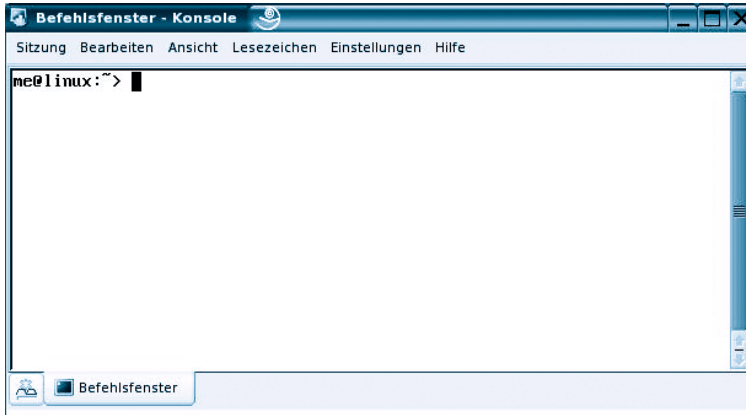 Befehlsfenster - Konsole
Sitzung Bearbeiten Ansicht Lesezeichen Einstellungen Hilfe
me@linux:~>
Befehlsfenster